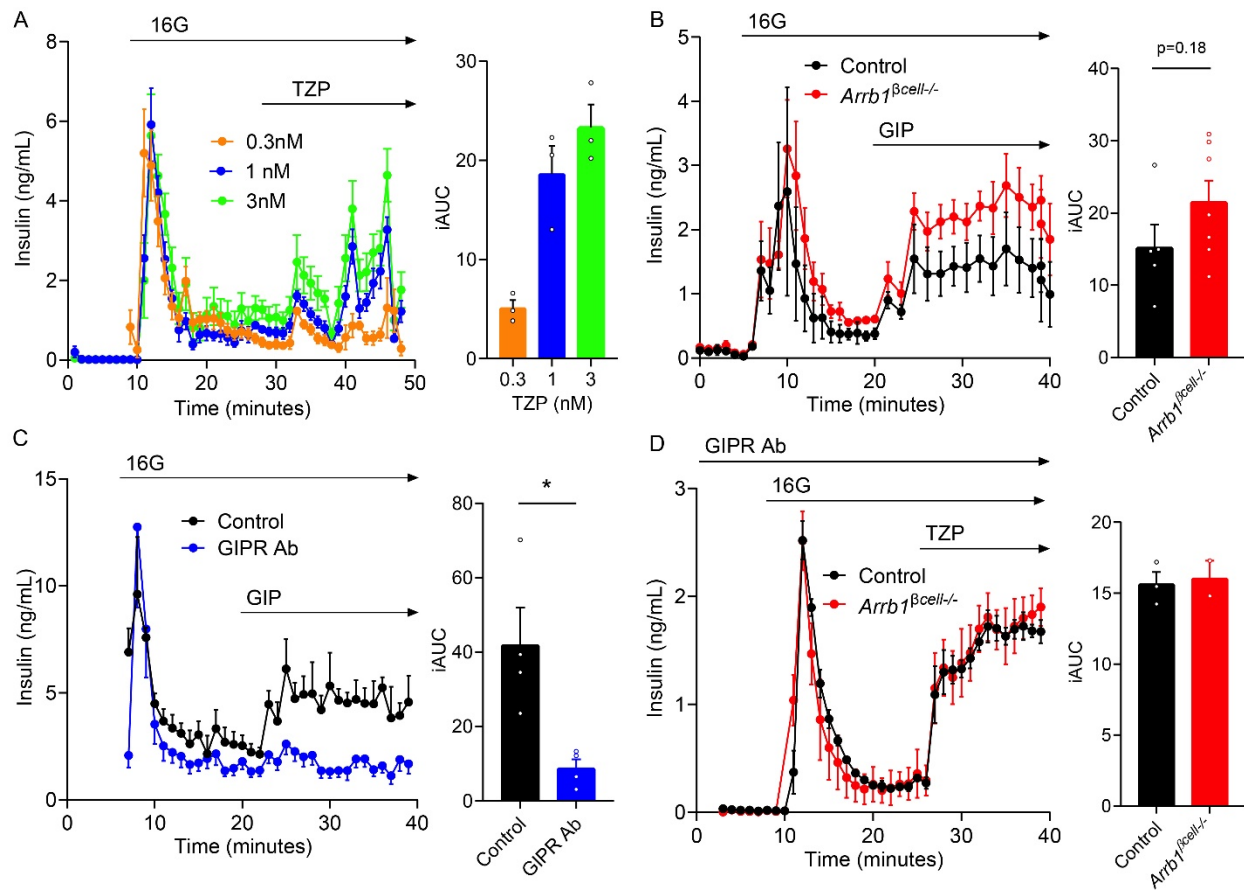 A
16G
TZP
0.3nM
1 nM
3nM
Insulin (ng/mL)
8
6
4
2
0
0 10 20 30 40 50
Time (minutes)
iAUC
30
20
10
0
0.3 1 3
TZP (nM)
B
16G
Control
Arrb1βcell-/-
GIP
Insulin (ng/mL)
5
4
3
2
1
0
0 10 20 30 40
Time (minutes)
p=0.18
iAUC
40
30
20
10
0
Control
Arrb1βcell-/-
C
16G
Control
GIPR Ab
GIP
Insulin (ng/mL)
15
10
5
0
0 10 20 30 40
Time (minutes)
*
iAUC
80
60
40
20
0
Control
GIPR Ab
D
GIPR Ab
16G
TZP
Control
Arrb1βcell-/-
Insulin (ng/mL)
3
2
1
0
0 10 20 30 40
Time (minutes)
iAUC
20
15
10
5
0
Control
Arrb1βcell-/-